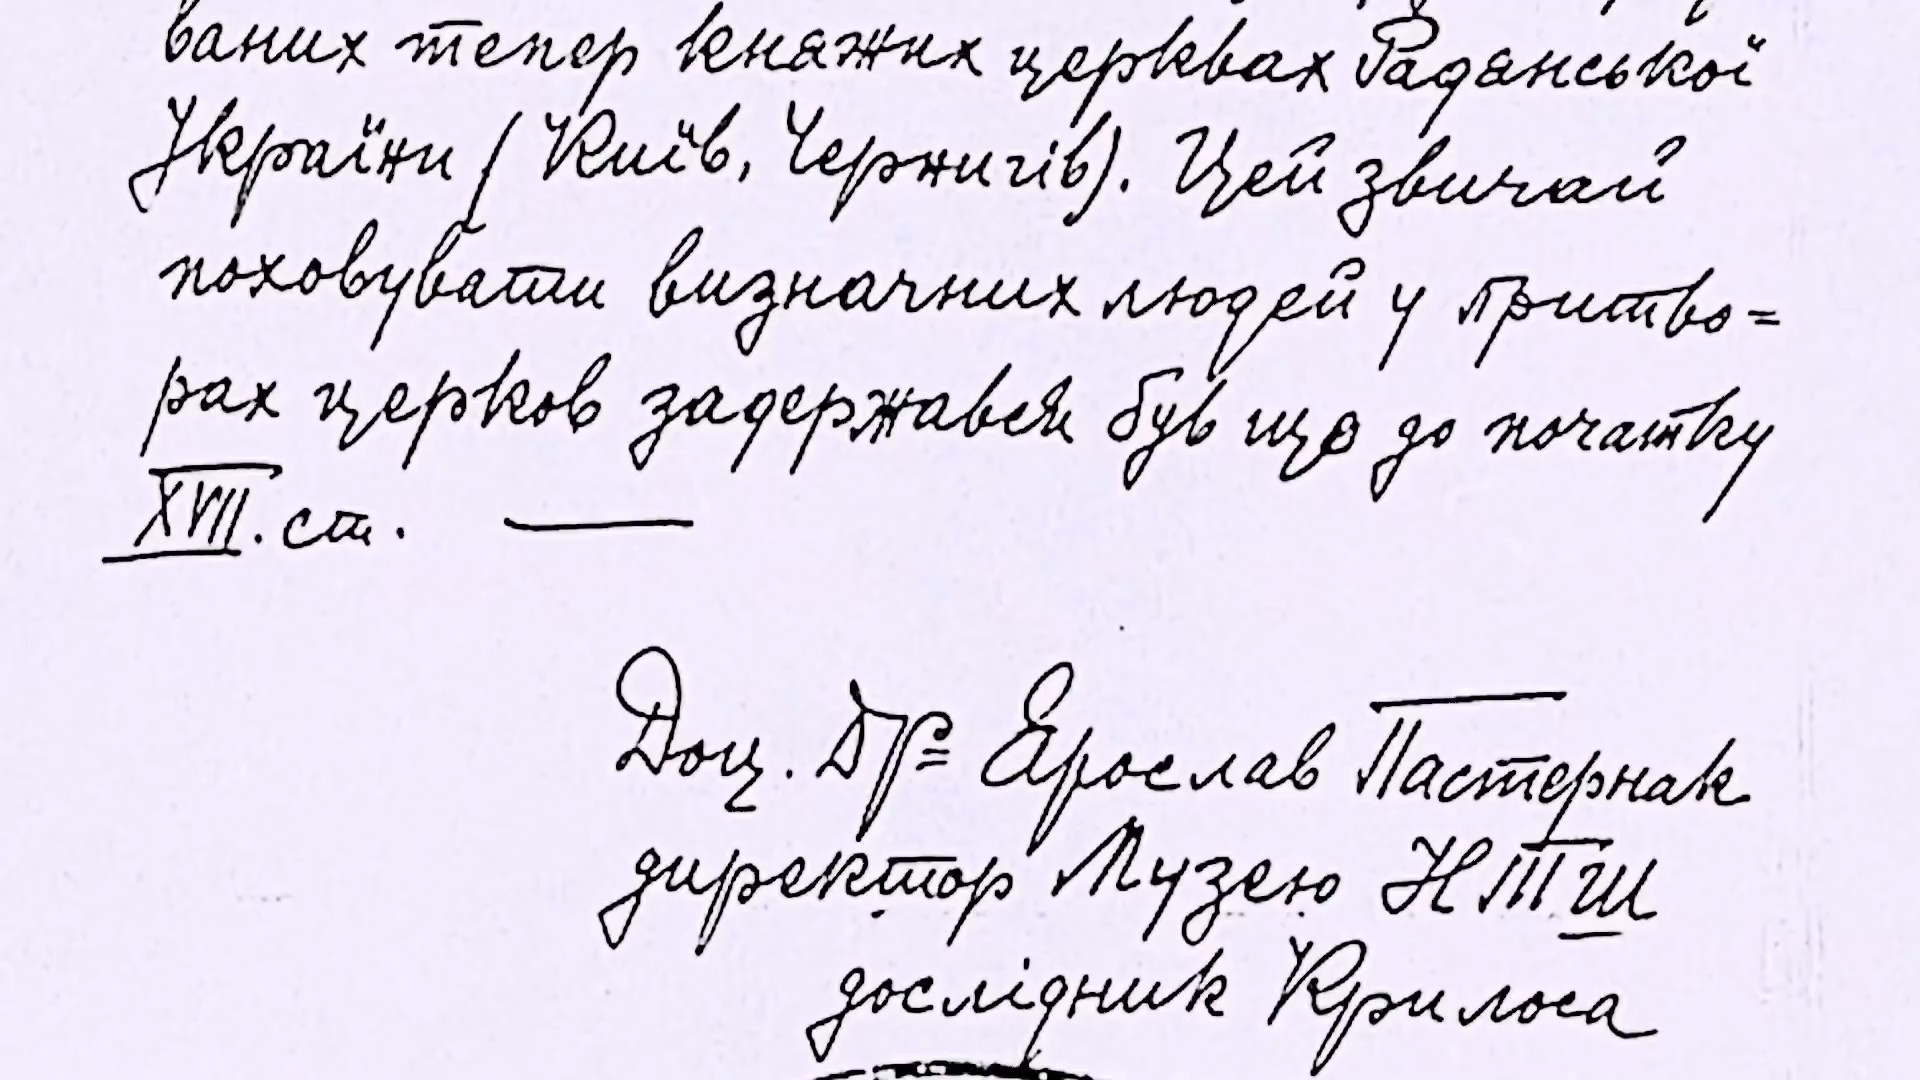 ваних тепер княжих церквах Радянської
України (Київ, Чернигів). Цей звичай
поховувати визначних людей у притво=
рах церков задержався був що до початку
XVII. ст. —
Доц. Др= Ярослав Пастернак
директор Музею НТШ
дослідник Крилоса